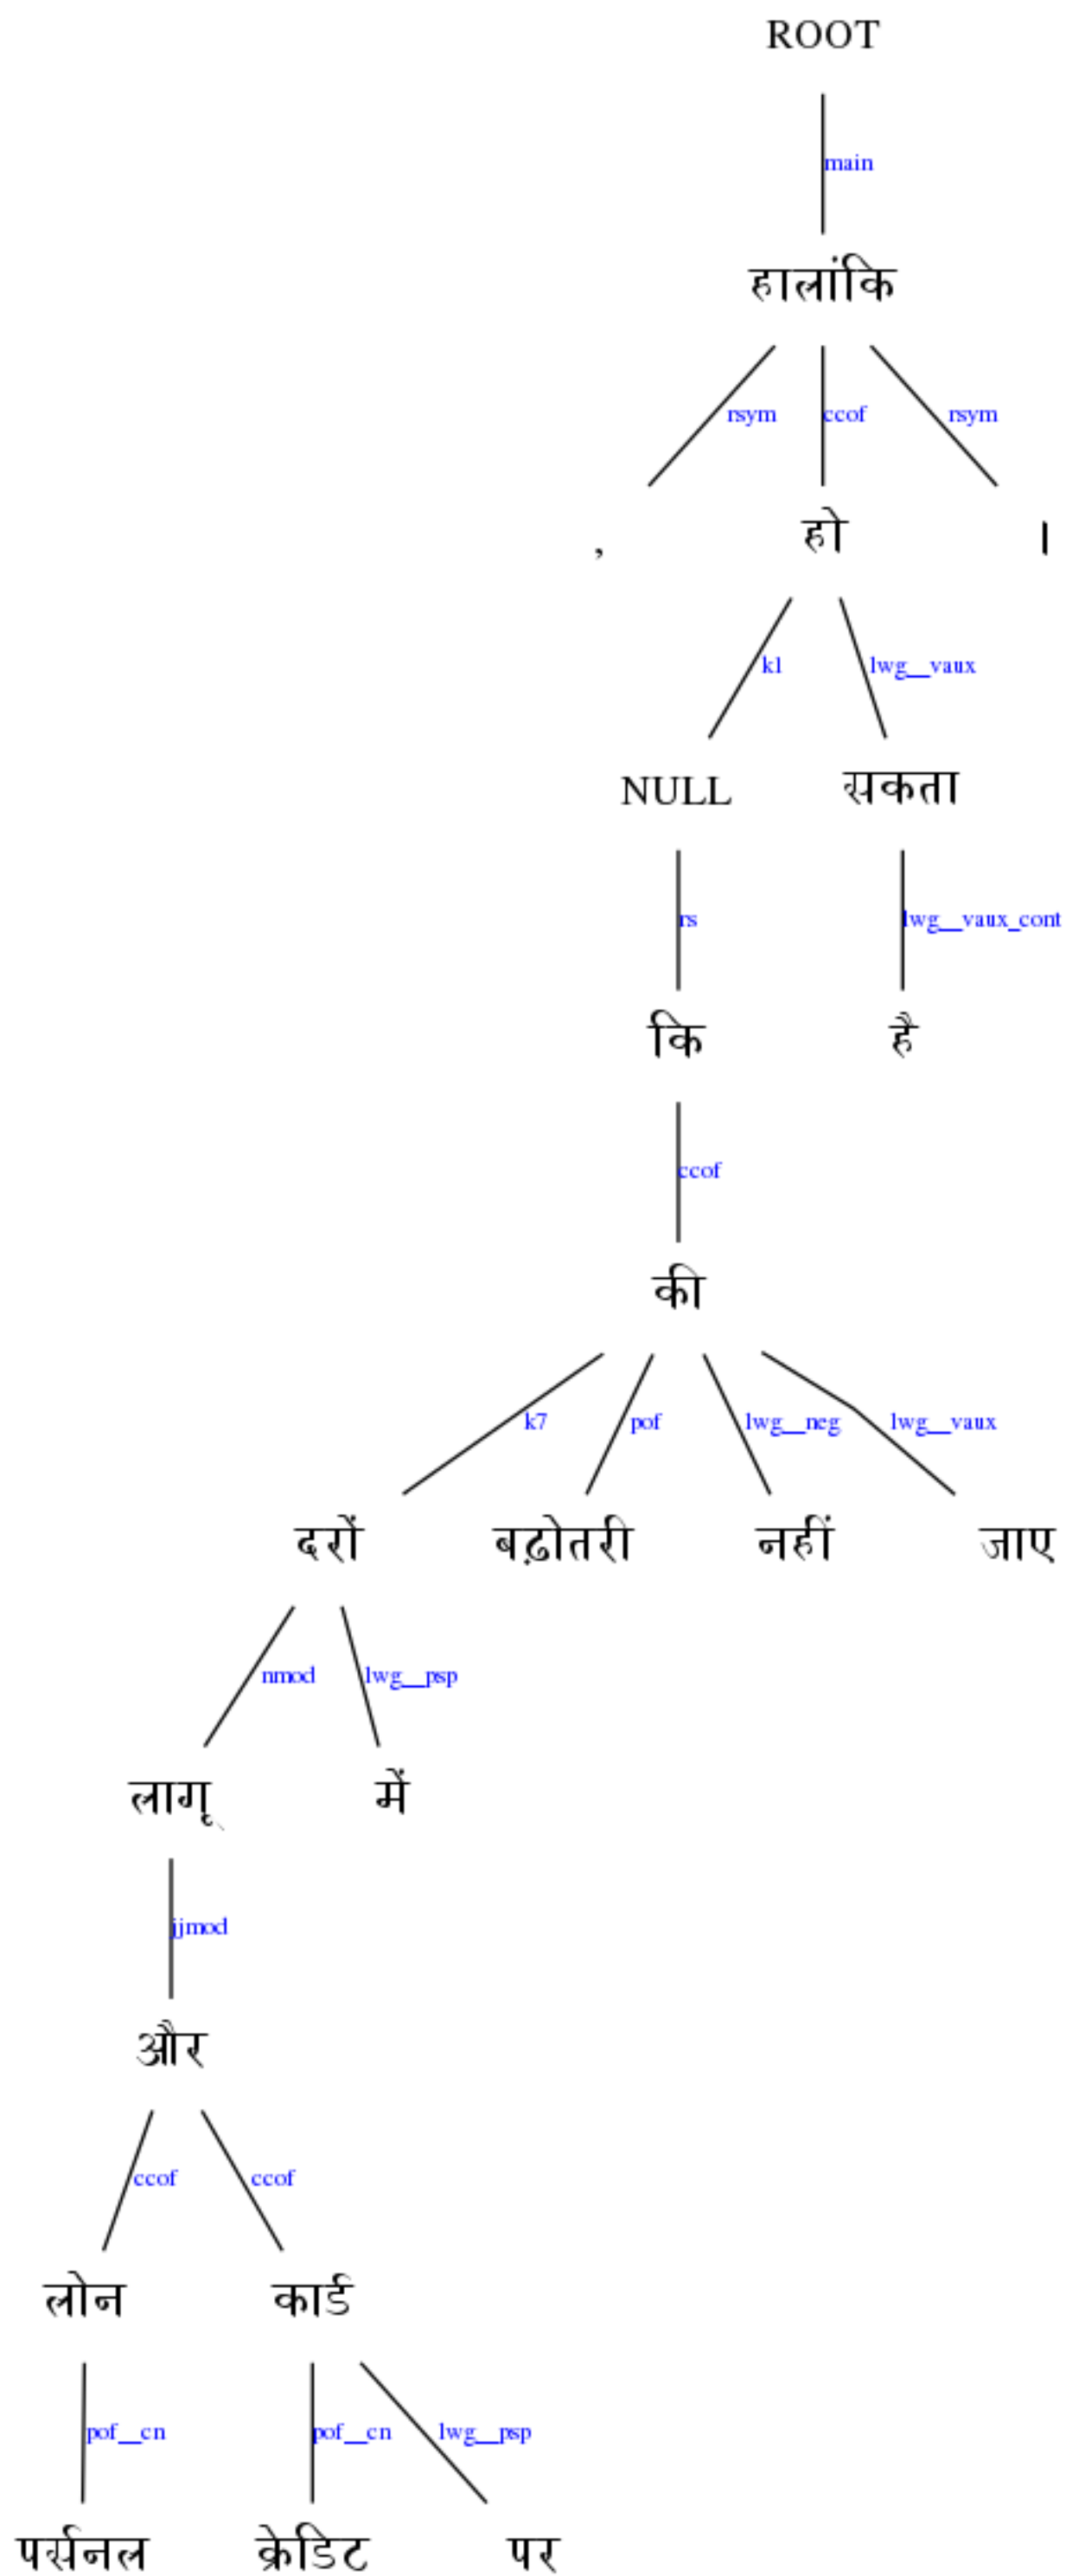 ROOT
main
हालांकि
rsym ccof rsym
, हो ।
k1 lwg__vaux
NULL सकता
rs lwg__vaux_cont
कि है
ccof
की
k7 pof lwg__neg lwg__vaux
दरों बढ़ोतरी नहीं जाए
nmod lwg__psp
लागू में
jjmod
और
ccof ccof
लोन कार्ड
pof__cn pof__cn lwg__psp
पर्सनल क्रेडिट पर